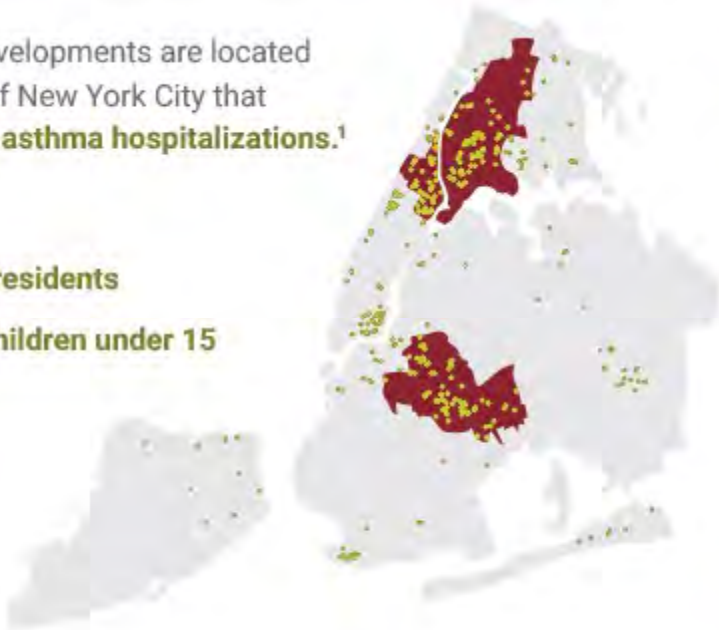 velopments are located
f New York City that
asthma hospitalizations.¹
residents
hildren under 15